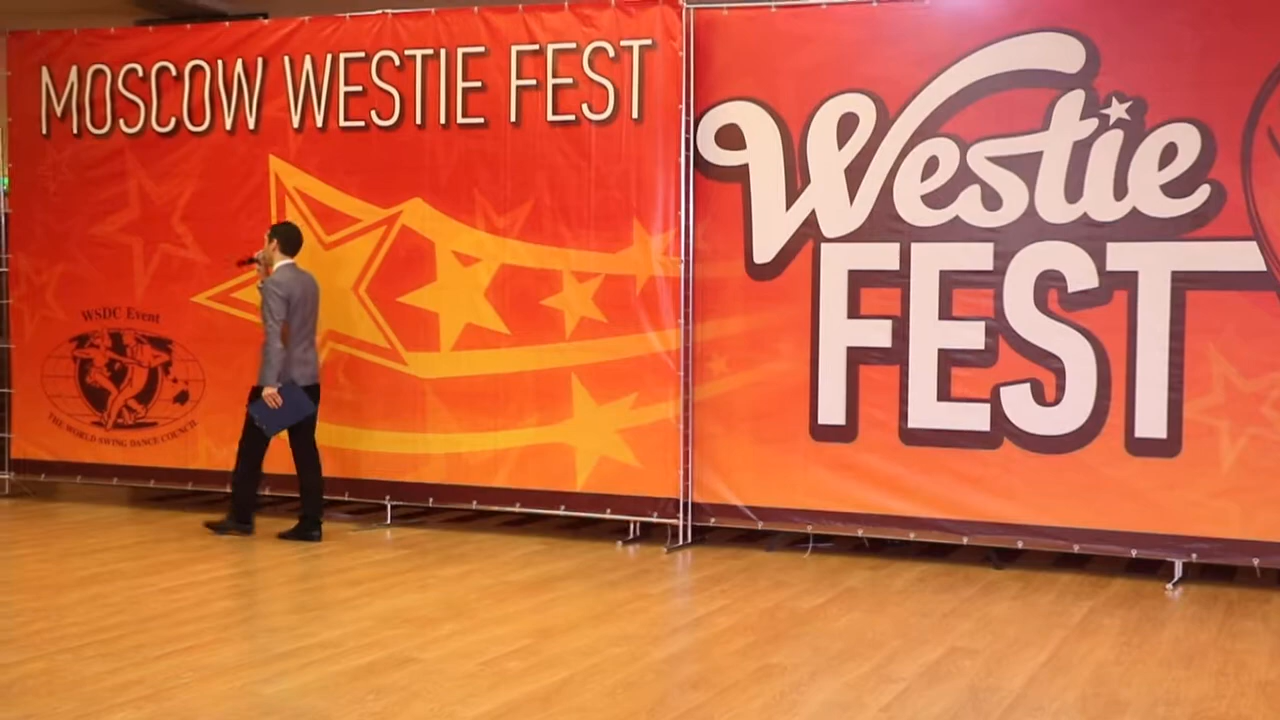 MOSCOW WESTIE FEST
WSDC Event
THE WORLD SWING DANCE COUNCIL
Westie
FEST